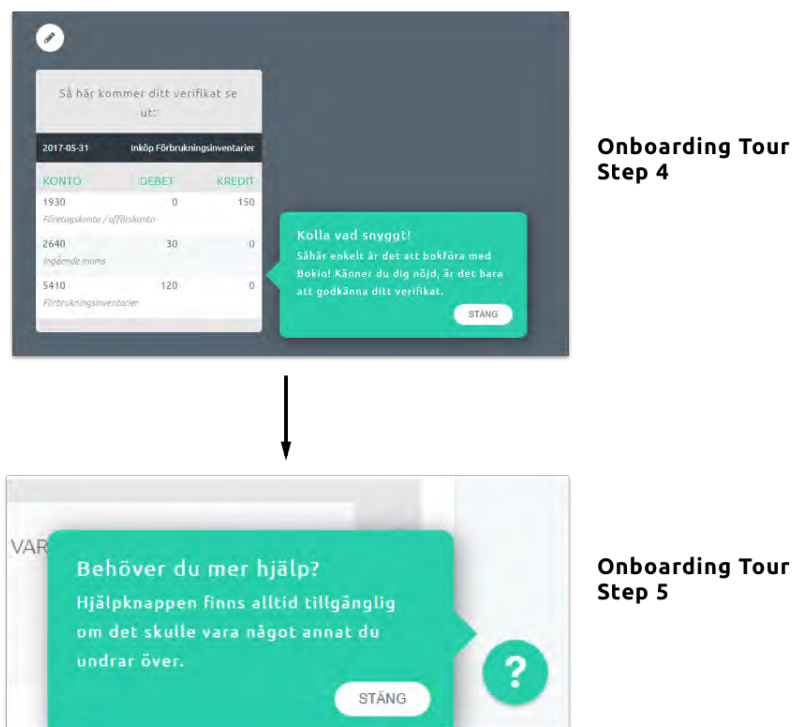 Så här kommer ditt verifikat se
ut:
2017-05-31 Inköp Förbrukningsinventarier
KONTO DEBET KREDIT
1930 0 150
Företagskonto / affärskonto
2640 30 0
Ingående moms
5410 120 0
Förbrukningsinventarier
Kolla vad snyggt!
Såhär enkelt är det att bokföra med
Bokio! Känner du dig nöjd, är det bara
att godkänna ditt verifikat.
STÄNG
Onboarding Tour
Step 4
VAR
Behöver du mer hjälp?
Hjälpknappen finns alltid tillgänglig
om det skulle vara något annat du
undrar över.
STÄNG
?
Onboarding Tour
Step 5